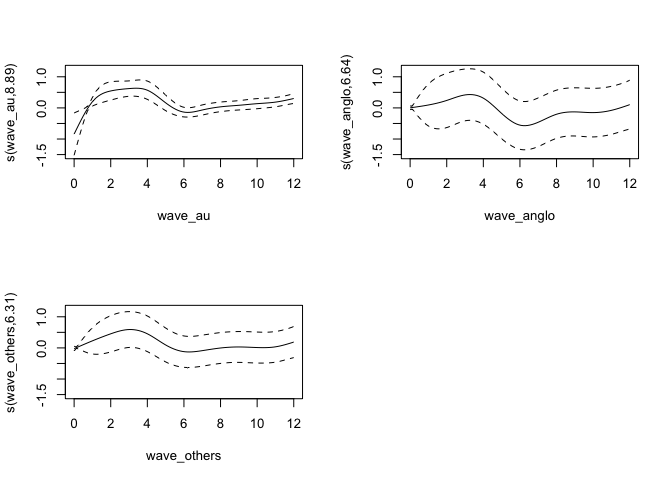 s(wave_au,8.89)
1.0
0.0
-1.5
0 2 4 6 8 10 12
wave_au
s(wave_anglo,6.64)
1.0
0.0
-1.5
0 2 4 6 8 10 12
wave_anglo
s(wave_others,6.31)
1.0
0.0
-1.5
0 2 4 6 8 10 12
wave_others